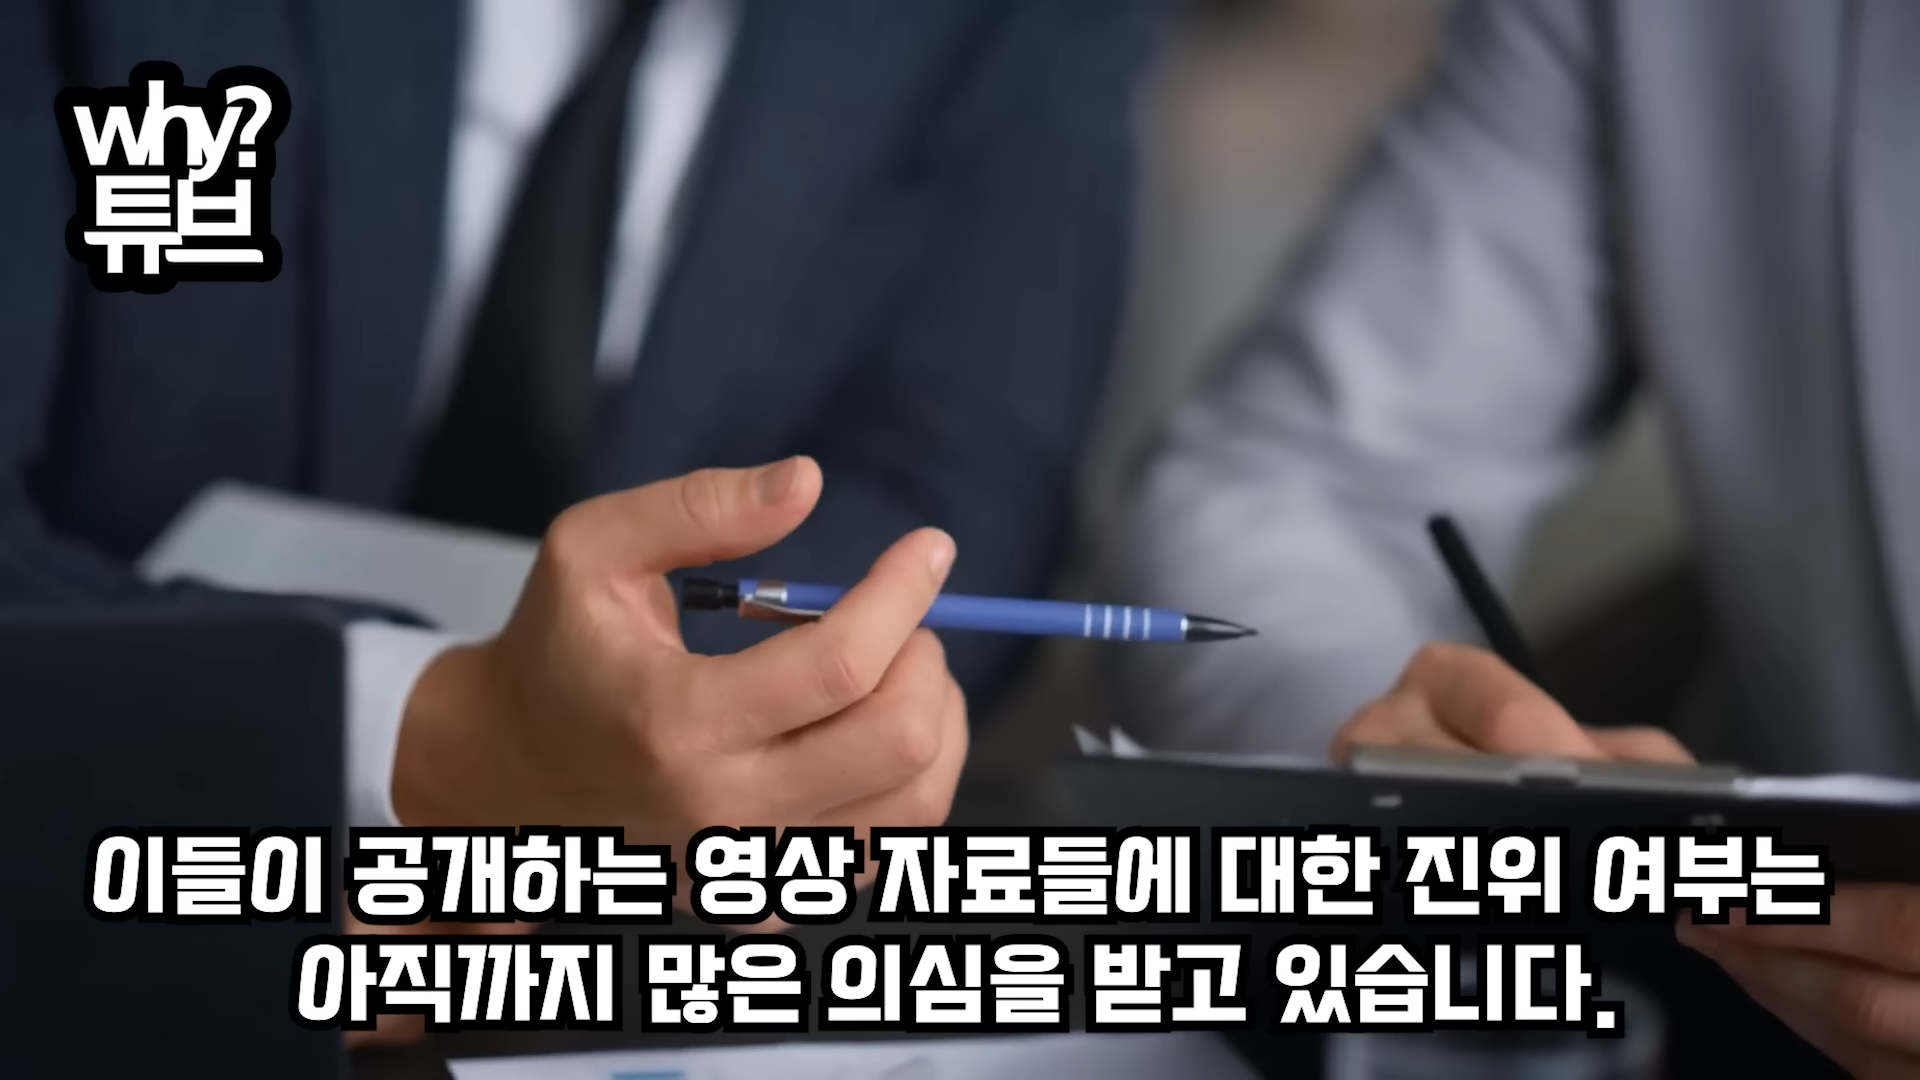 why?
튜브
이들이 공개하는 영상 자료들에 대한 진위 여부는
아직까지 많은 의심을 받고 있습니다.